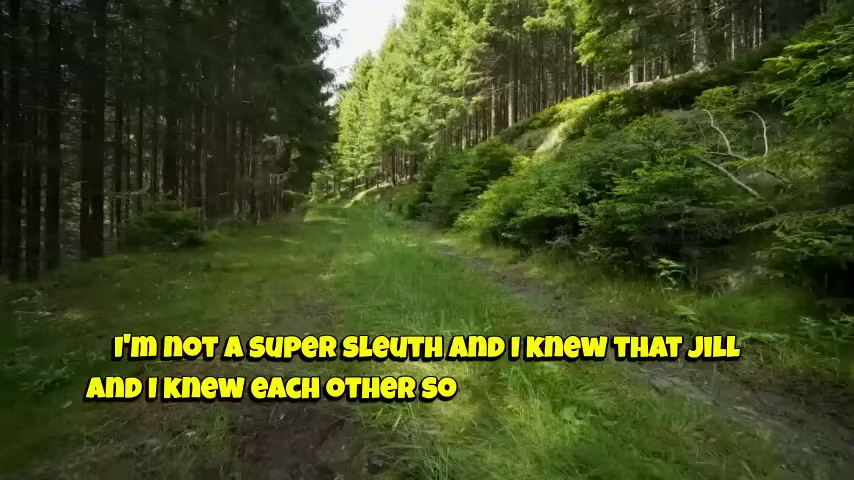 I'm not a super sleuth and I knew that Jill
and I knew each other so